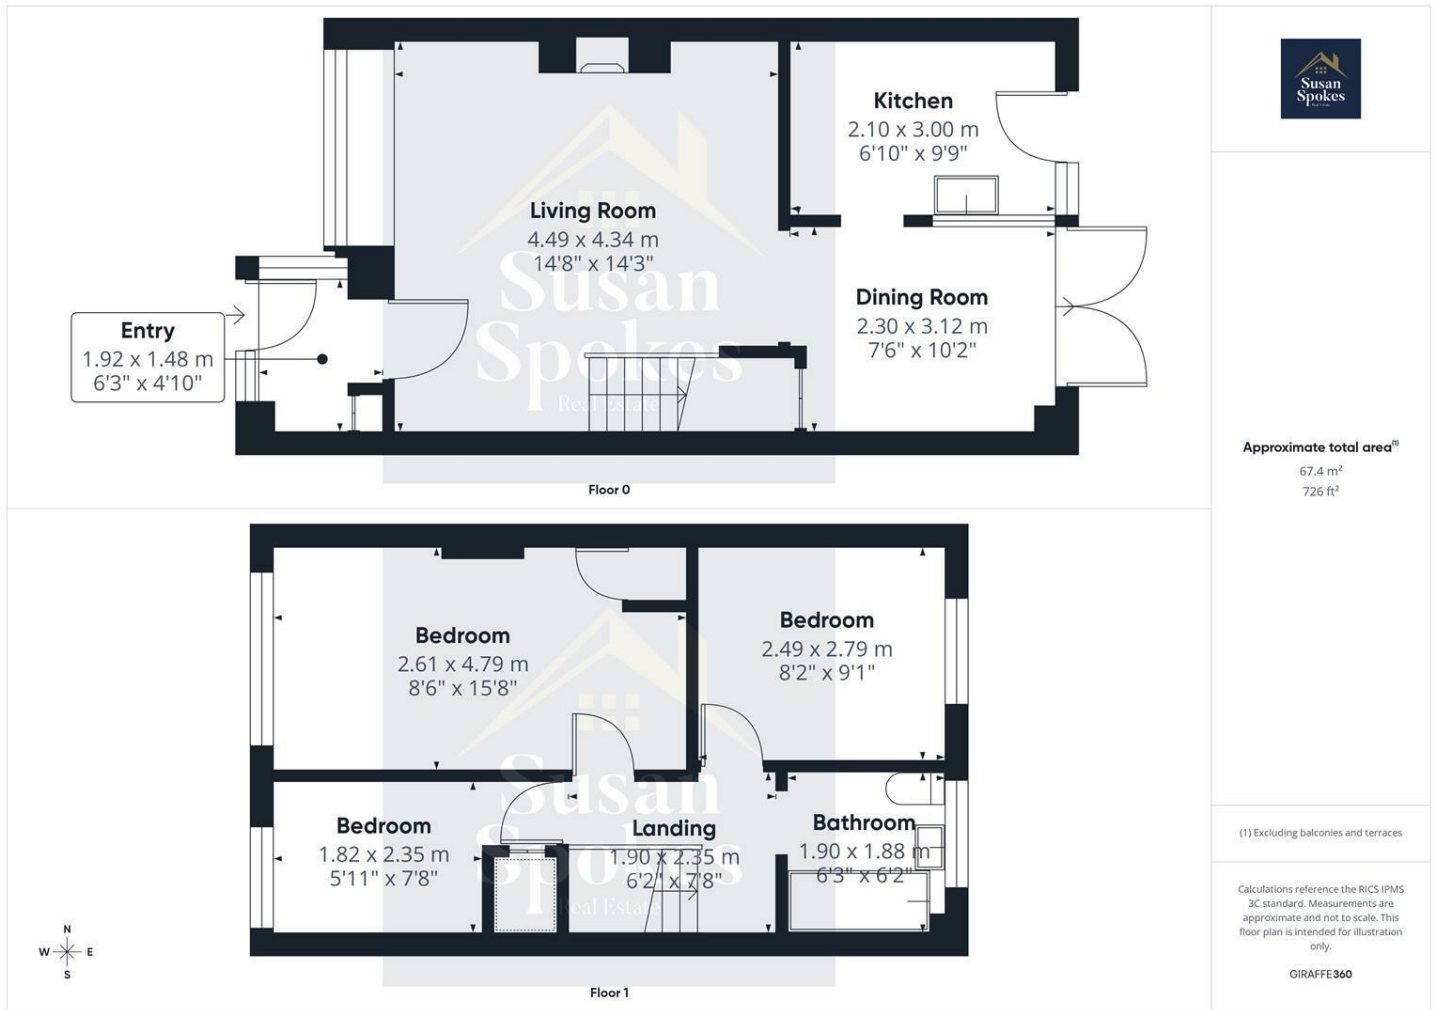 Kitchen
2.10 x 3.00 m
6'10" x 9'9"
Living Room
4.49 x 4.34 m
14'8" x 14'3"
Dining Room
2.30 x 3.12 m
7'6" x 10'2"
Entry
1.92 x 1.48 m
6'3" x 4'10"
Susan
Spokes
Real Estate
Floor 0
Bedroom
2.61 x 4.79 m
8'6" x 15'8"
Bedroom
2.49 x 2.79 m
8'2" x 9'1"
Bedroom
1.82 x 2.35 m
5'11" x 7'8"
Landing
1.90 x 2.35 m
6'2" x 7'8"
Bathroom
1.90 x 1.88 m
6'3" x 6'2"
Susan
Spokes
Real Estate
Floor 1
N
W E
S
Susan
Spokes
Real Estate
Approximate total area(1)
67.4 m²
726 ft²
(1) Excluding balconies and terraces
Calculations reference the RICS IPMS
3C standard. Measurements are
approximate and not to scale. This
floor plan is intended for illustration
only.
GIRAFFE360